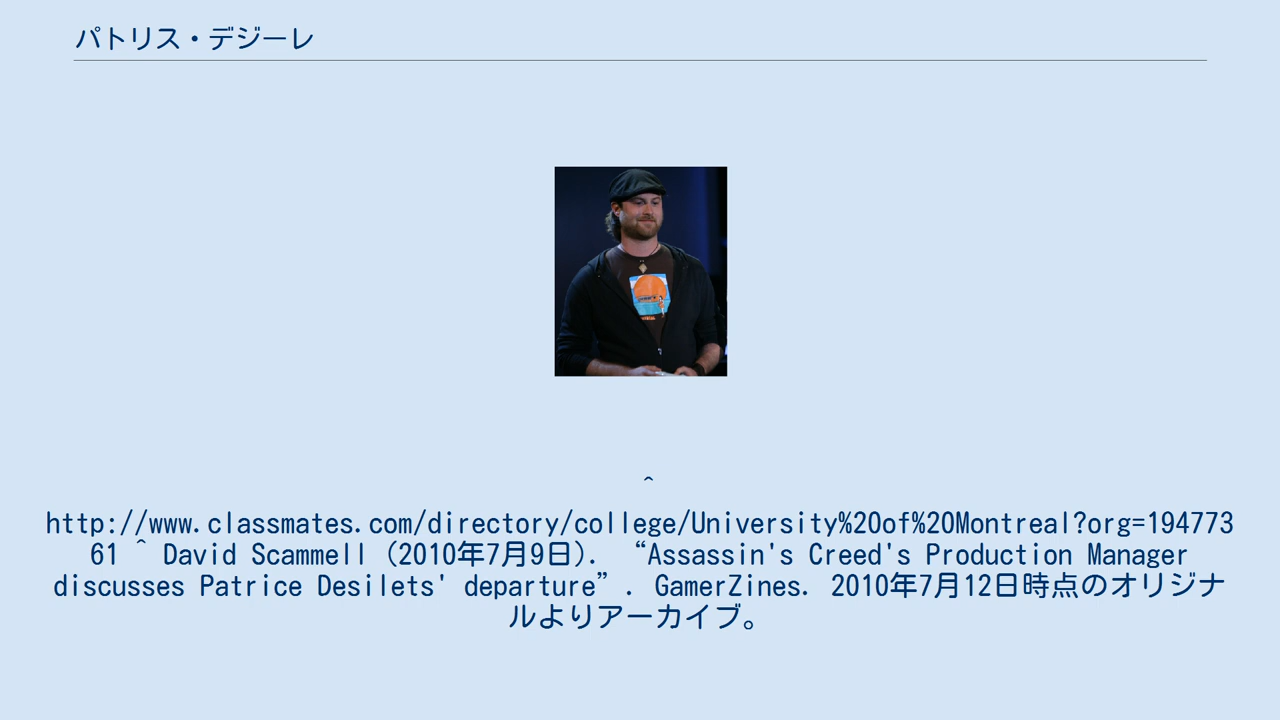 パトリス・デジーレ
^
http://www.classmates.com/directory/college/University%20of%20Montreal?org=194773
61 ^ David Scammell (2010年7月9日). “Assassin's Creed's Production Manager
discusses Patrice Desilets' departure”. GamerZines. 2010年7月12日時点のオリジナ
ルよりアーカイブ。